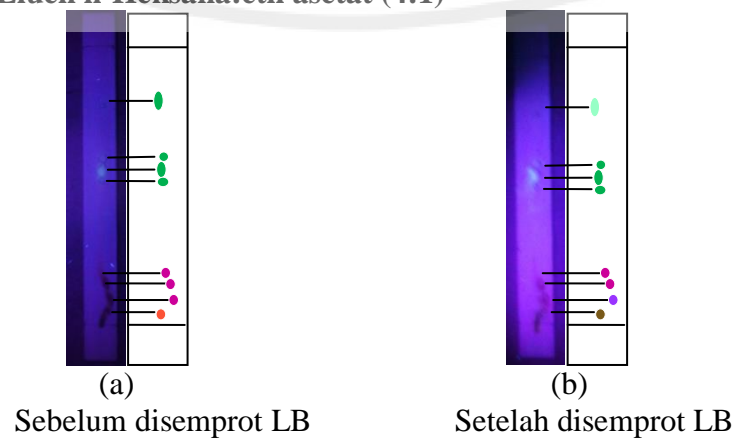 Eluen n-Heksana:etil asetat (4:1)
(a)
(b)
Sebelum disemprot LB
Setelah disemprot LB